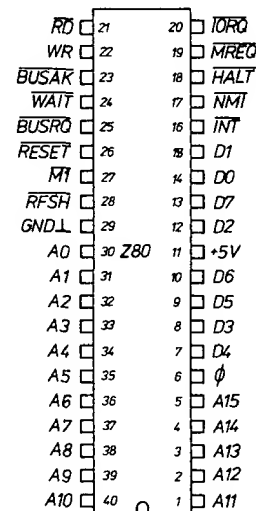 RD 21 20 IORQ
WR 22 19 MREQ
BUSAK 23 18 HALT
WAIT 24 17 NMI
BUSRQ 25 16 INT
RESET 26 15 D1
M1 27 14 D0
RFSH 28 13 D7
GND⊥ 29 12 D2
A0 30 Z80 11 +5V
A1 31 10 D6
A2 32 9 D5
A3 33 8 D3
A4 34 7 D4
A5 35 6 ϕ
A6 36 5 A15
A7 37 4 A14
A8 38 3 A13
A9 39 2 A12
A10 40 1 A11